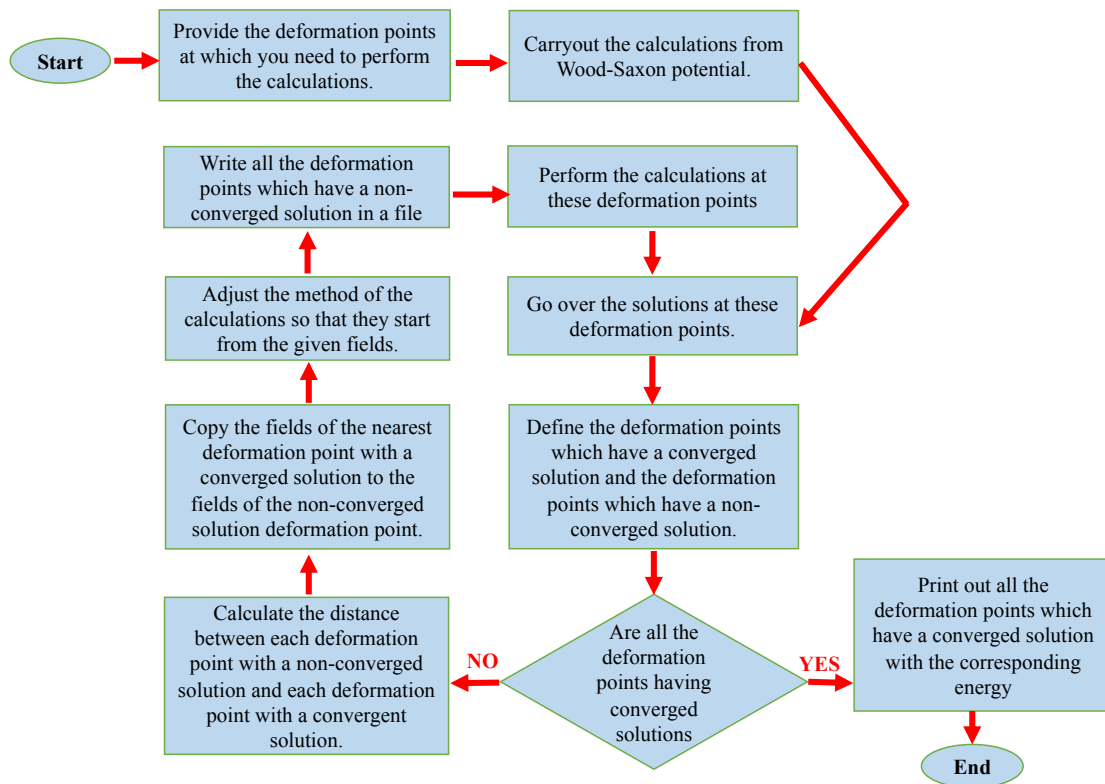 Start
Provide the deformation points
at which you need to perform
the calculations.
Carryout the calculations from
Wood-Saxon potential.
Write all the deformation
points which have a non-
converged solution in a file
Perform the calculations at
these deformation points
Adjust the method of the
calculations so that they start
from the given fields.
Go over the solutions at these
deformation points.
Copy the fields of the nearest
deformation point with a
converged solution to the
fields of the non-converged
solution deformation point.
Define the deformation points
which have a converged
solution and the deformation
points which have a non-
converged solution.
Calculate the distance
between each deformation
point with a non-converged
solution and each deformation
point with a convergent
solution.
NO
Are all the
deformation
points having
converged
solutions
YES
Print out all the
deformation points which
have a converged solution
with the corresponding
energy
End